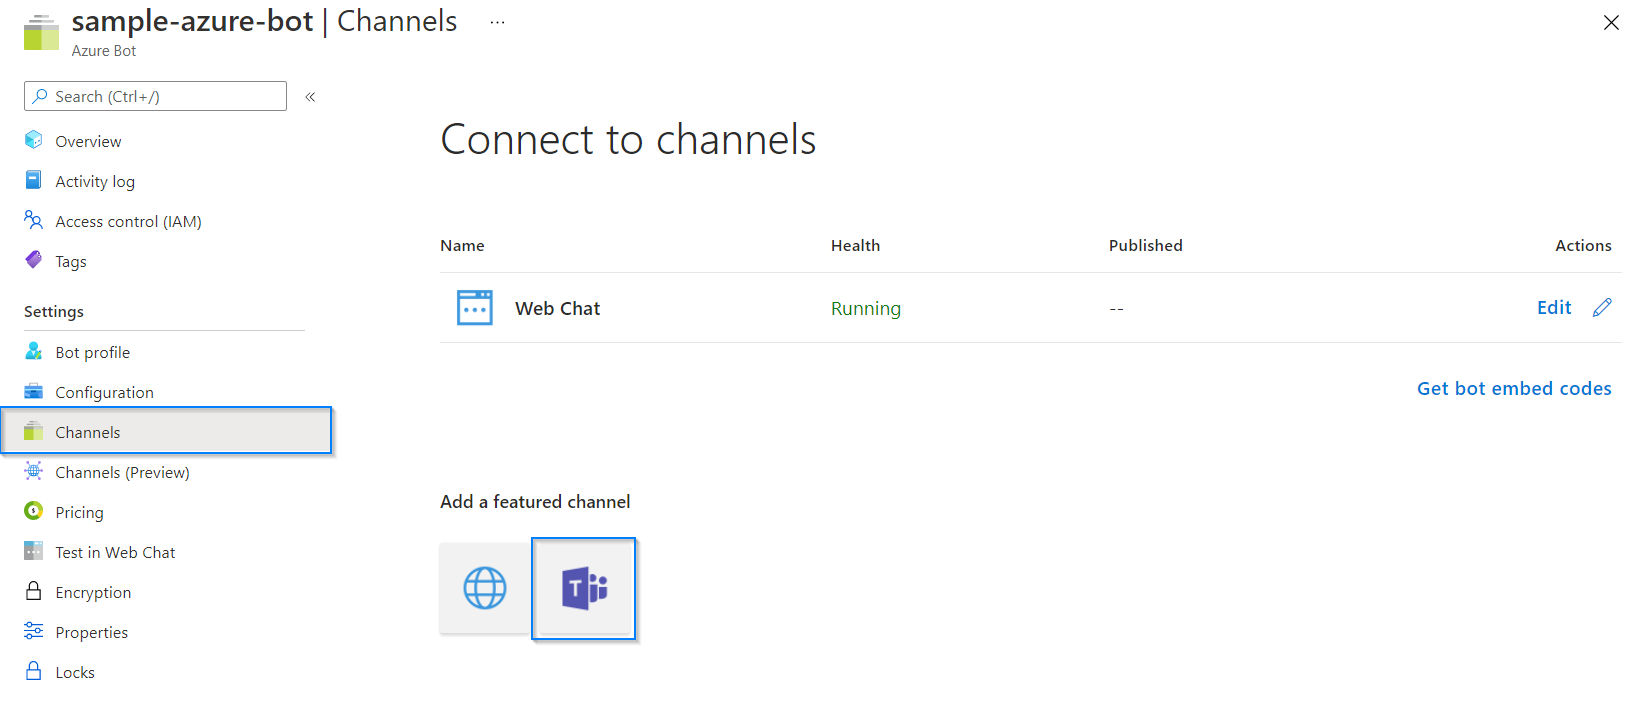 sample-azure-bot | Channels ...
Azure Bot
Search (Ctrl+/)
«
Overview
Activity log
Access control (IAM)
Tags
Settings
Bot profile
Configuration
Channels
Channels (Preview)
Pricing
Test in Web Chat
Encryption
Properties
Locks
Connect to channels
Name Health Published Actions
Web Chat Running -- Edit
Get bot embed codes
Add a featured channel
T